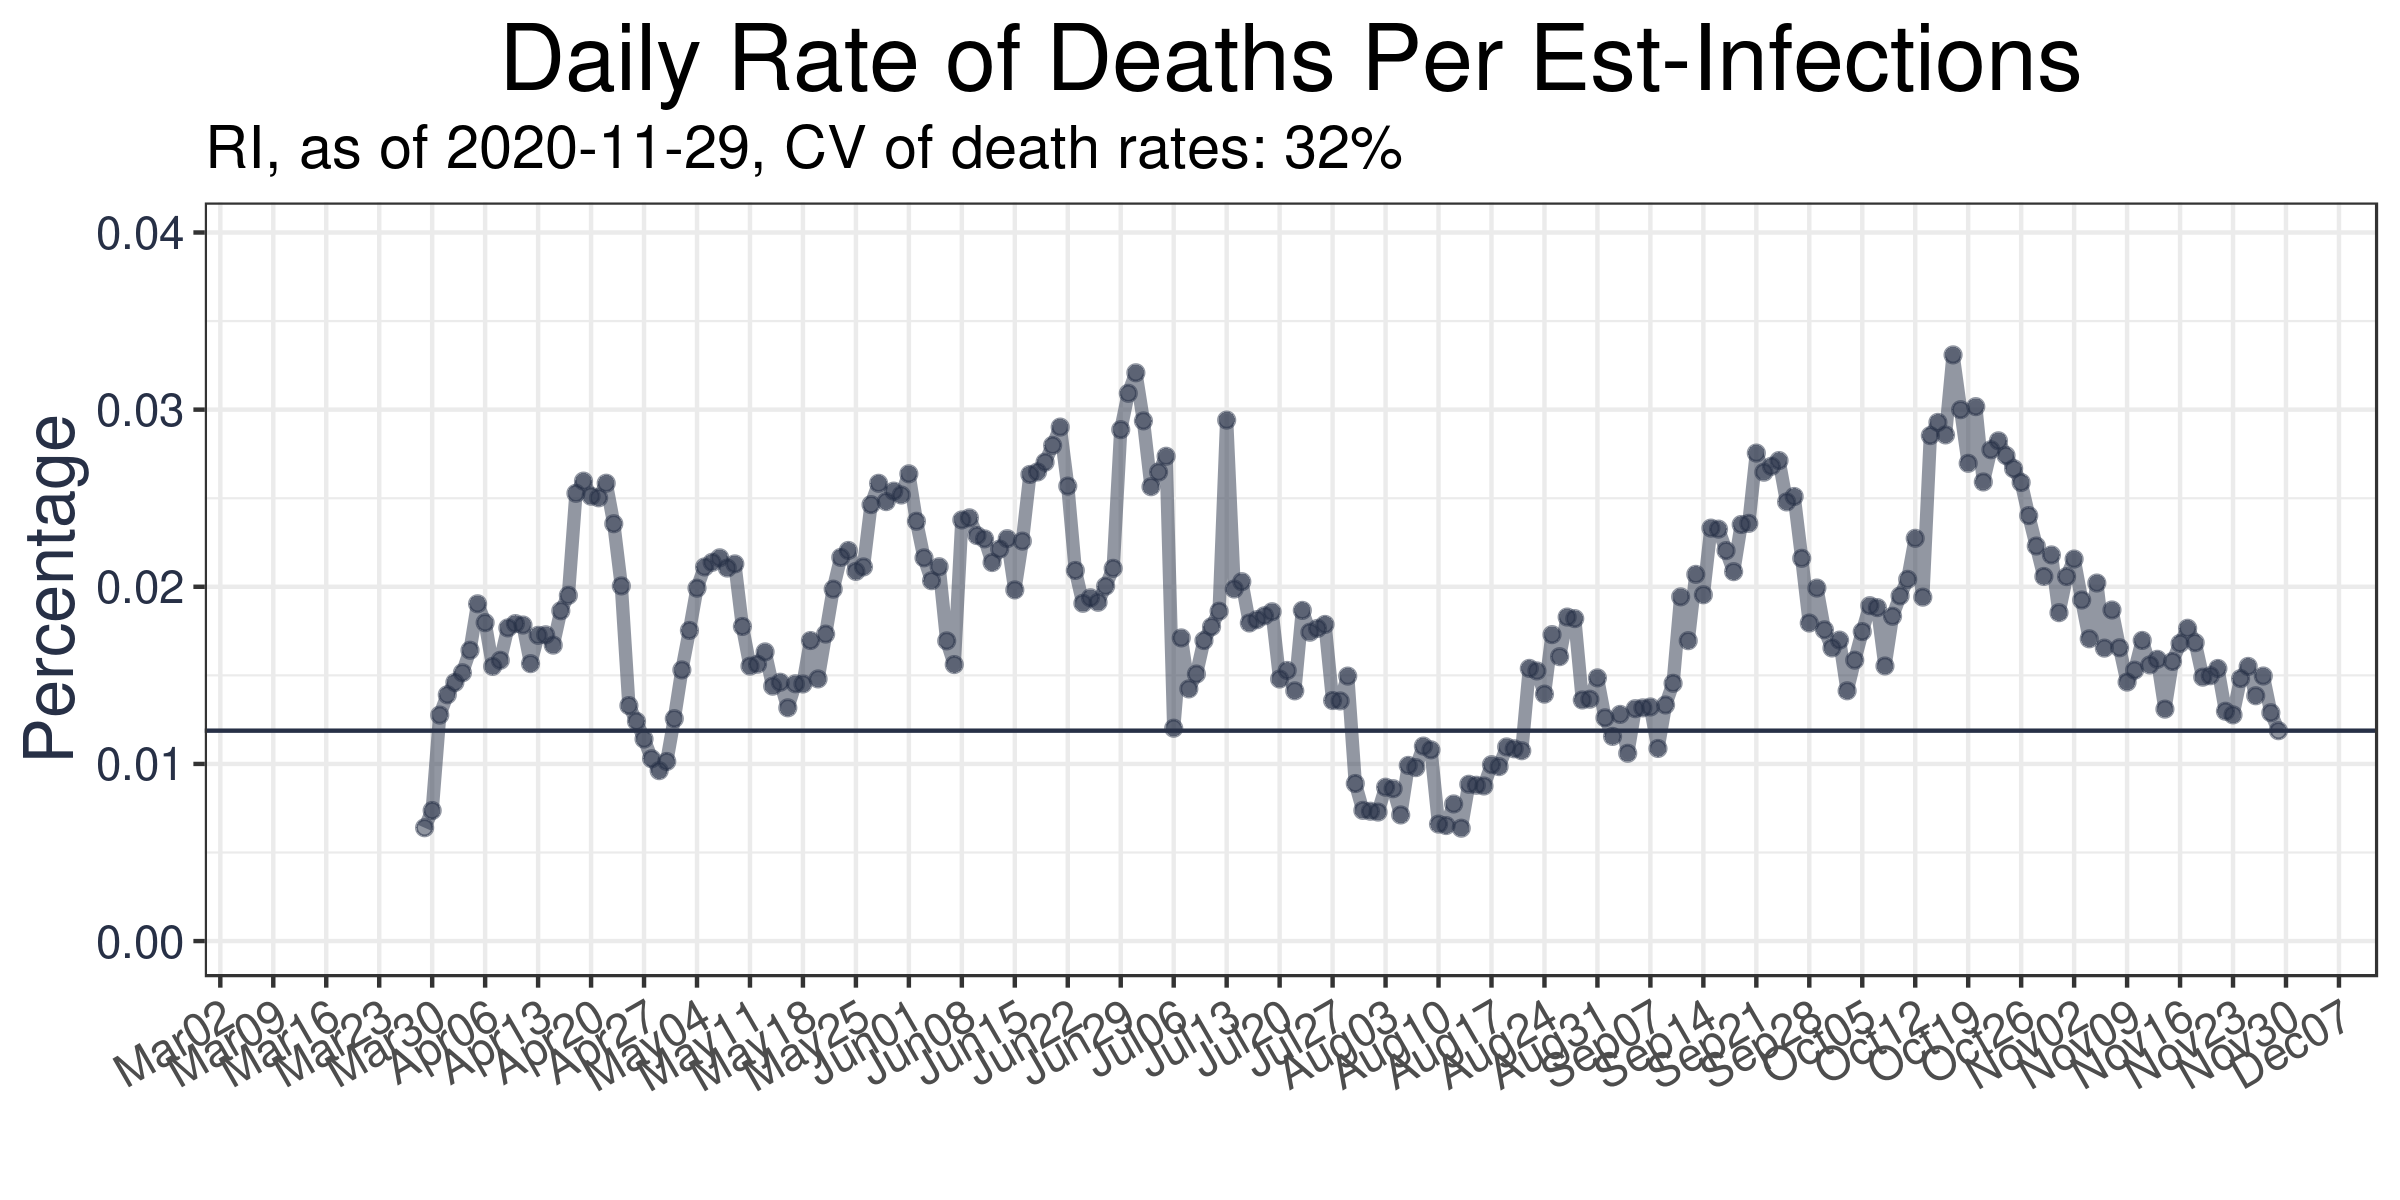 Daily Rate of Deaths Per Est-Infections
RI, as of 2020-11-29, CV of death rates: 32%
Percentage
0.04
0.03
0.02
0.01
0.00
Mar02
Mar09
Mar16
Mar23
Mar30
Apr06
Apr13
Apr20
Apr27
May04
May11
May18
May25
Jun01
Jun08
Jun15
Jun22
Jun29
Jul06
Jul13
Jul20
Jul27
Aug03
Aug10
Aug17
Aug24
Aug31
Sep07
Sep14
Sep21
Sep28
Oct05
Oct12
Oct19
Oct26
Nov02
Nov09
Nov16
Nov23
Nov30
Dec07